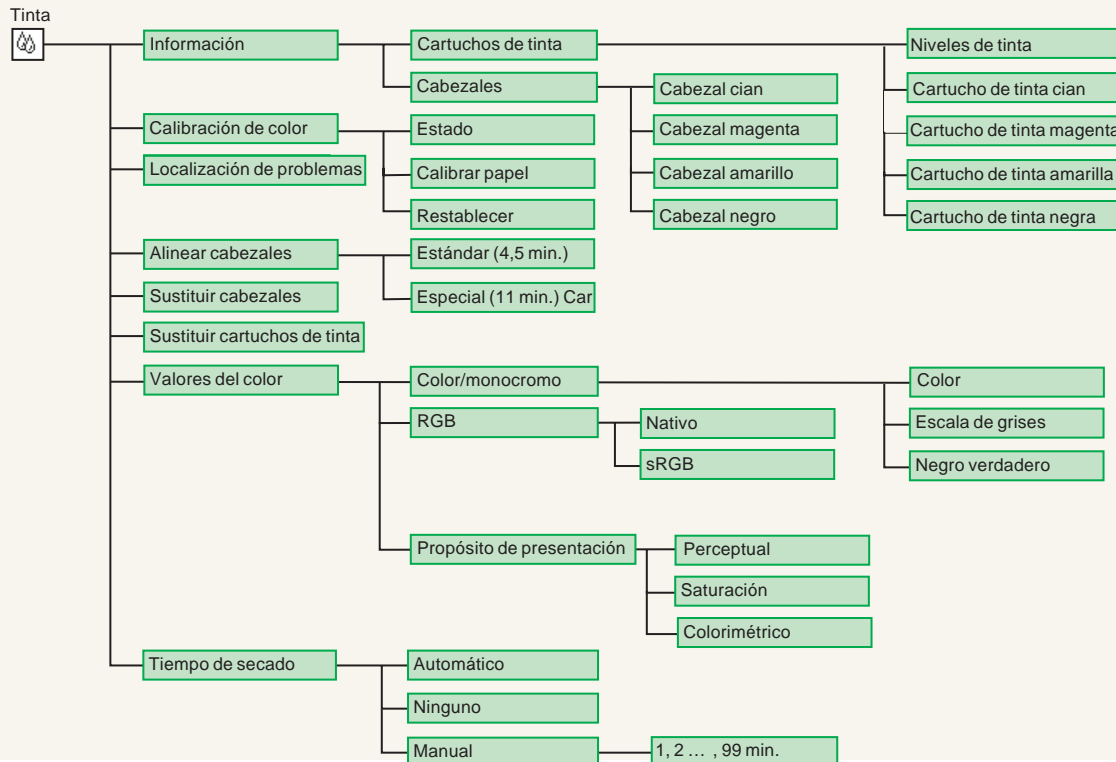 Tinta
Información
Cartuchos de tinta
Niveles de tinta
Cabezales
Cabezal cian
Cartucho de tinta cian
Calibración de color
Estado
Cabezal magenta
Cartucho de tinta magenta
Localización de problemas
Calibrar papel
Cabezal amarillo
Cartucho de tinta amarilla
Restablecer
Cabezal negro
Cartucho de tinta negra
Alinear cabezales
Estándar (4,5 min.)
Sustituir cabezales
Especial (11 min.) Car
Sustituir cartuchos de tinta
Valores del color
Color/monocromo
Color
RGB
Nativo
Escala de grises
sRGB
Negro verdadero
Propósito de presentación
Perceptual
Saturación
Colorimétrico
Tiempo de secado
Automático
Ninguno
Manual
1, 2 ... , 99 min.